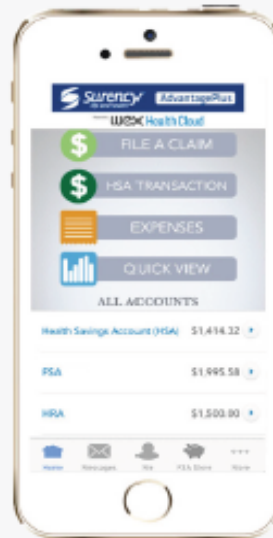 Surency AdvantagePlus
WEX Health Cloud
FILE A CLAIM
HSA TRANSACTION
EXPENSES
QUICK VIEW
ALL ACCOUNTS
Health Savings Account (HSA) $1,414.32
FSA $1,995.58
HRA $1,500.00
Home Messages Me FSA Store More